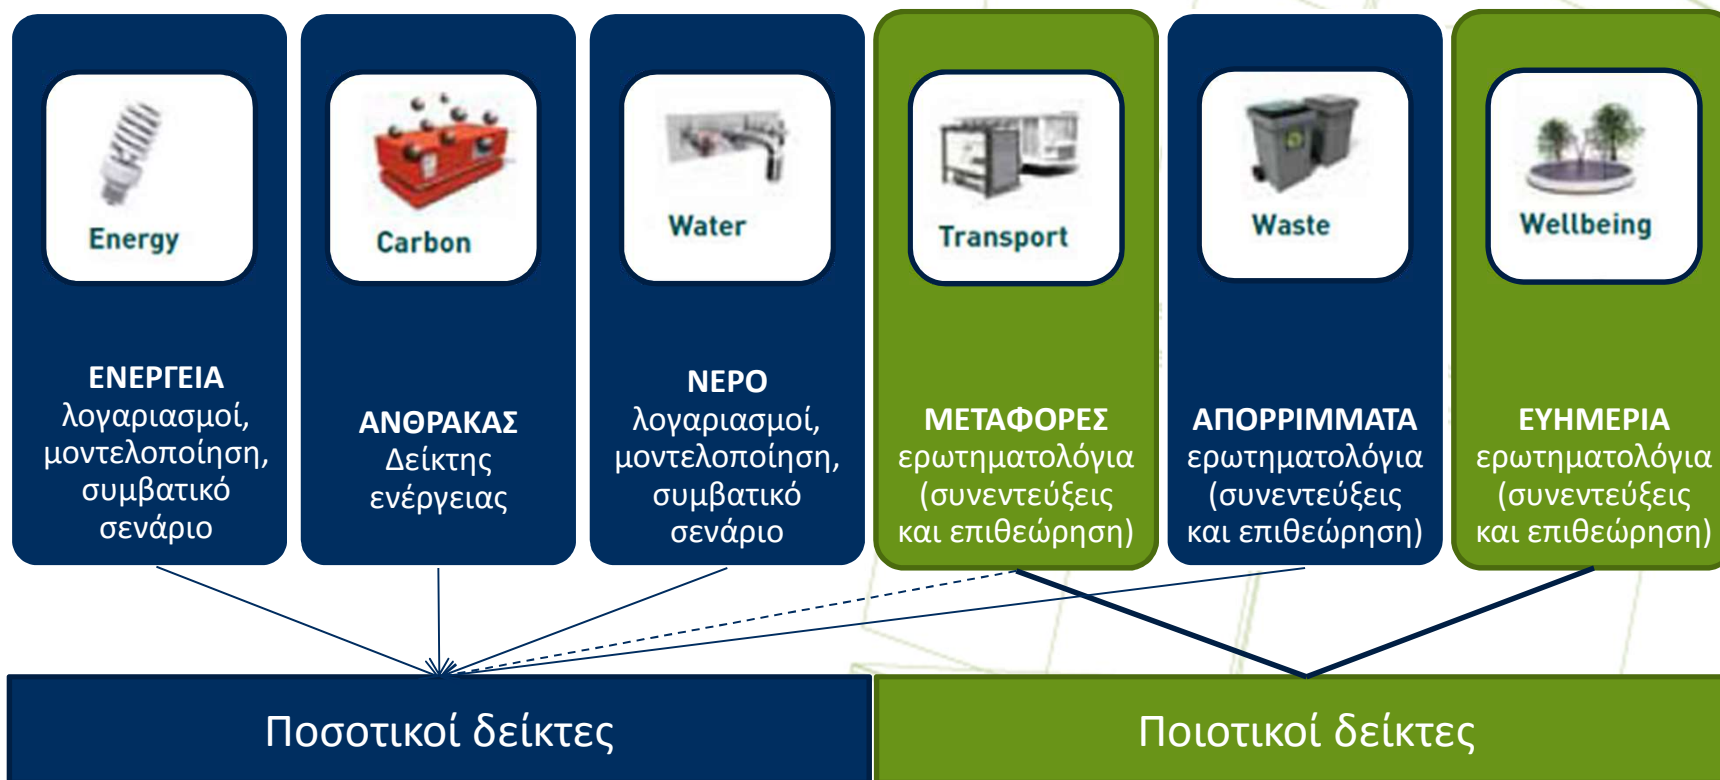 Energy
ΕΝΕΡΓΕΙΑ
λογαριασμοί,
μοντελοποίηση,
συμβατικό
σενάριο
Carbon
ΑΝΘΡΑΚΑΣ
Δείκτης
ενέργειας
Water
ΝΕΡΟ
λογαριασμοί,
μοντελοποίηση,
συμβατικό
σενάριο
Transport
ΜΕΤΑΦΟΡΕΣ
ερωτηματολόγια
(συνεντεύξεις
και επιθεώρηση)
Waste
ΑΠΟΡΡΙΜΜΑΤΑ
ερωτηματολόγια
(συνεντεύξεις
και επιθεώρηση)
Wellbeing
ΕΥΗΜΕΡΙΑ
ερωτηματολόγια
(συνεντεύξεις
και επιθεώρηση)
Ποσοτικοί δείκτες
Ποιοτικοί δείκτες